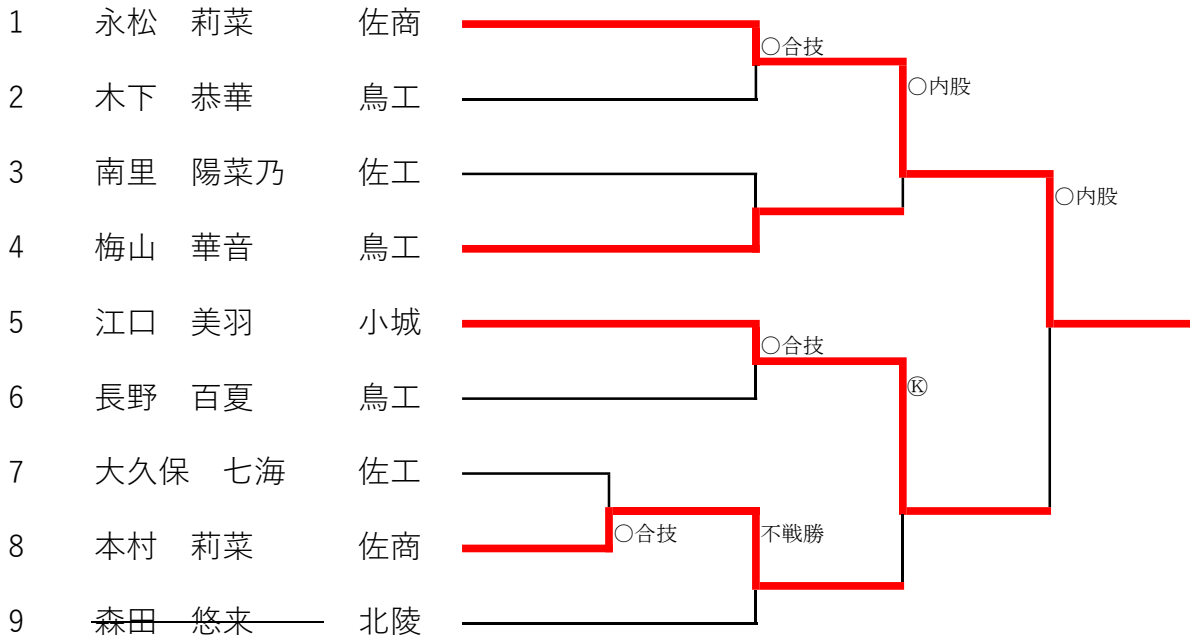 1 永松 莉菜 佐商
○合技
2 木下 恭華 鳥工
○内股
3 南里 陽菜乃 佐工
○内股
4 梅山 華音 鳥工
5 江口 美羽 小城
○合技
6 長野 百夏 鳥工
Ⓚ
7 大久保 七海 佐工
8 本村 莉菜 佐商
○合技
不戦勝
9 森田 悠来 北陵